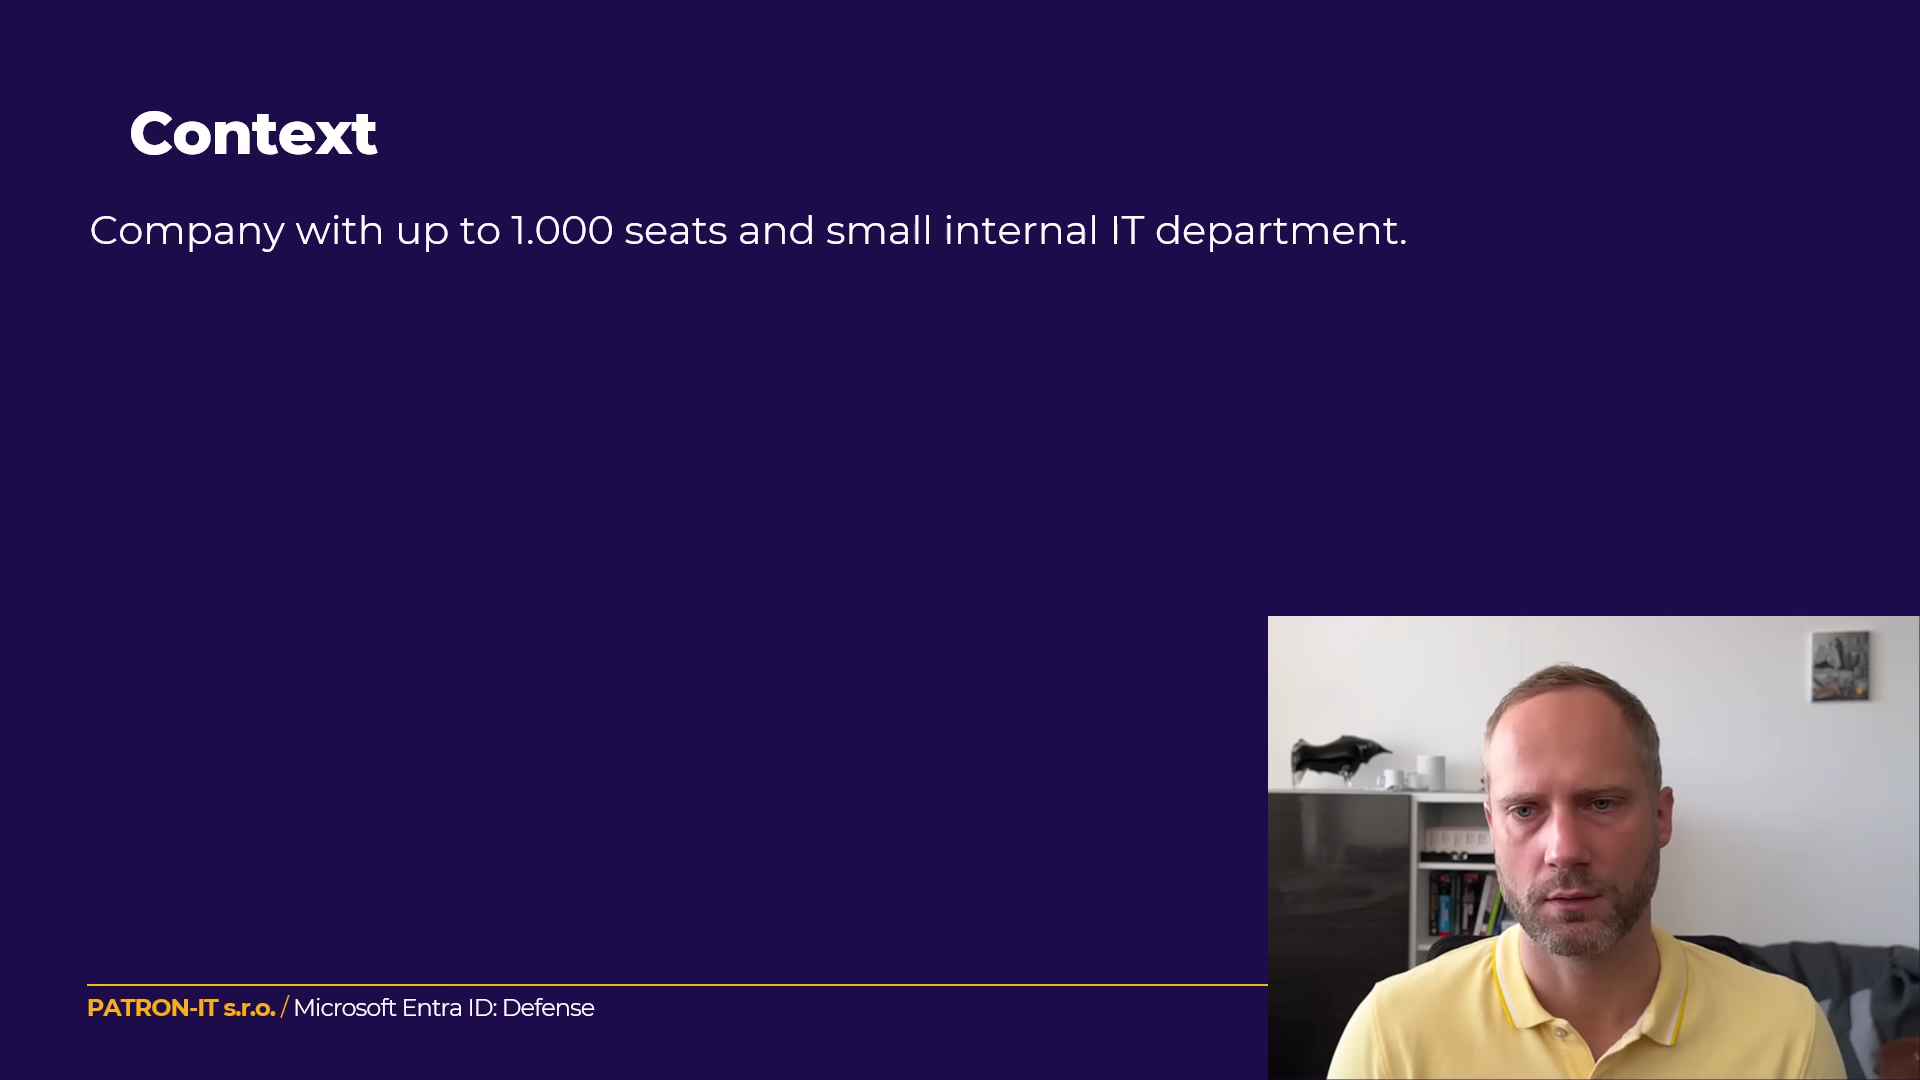 Context
Company with up to 1.000 seats and small internal IT department.
PATRON-IT s.r.o. / Microsoft Entra ID: Defense